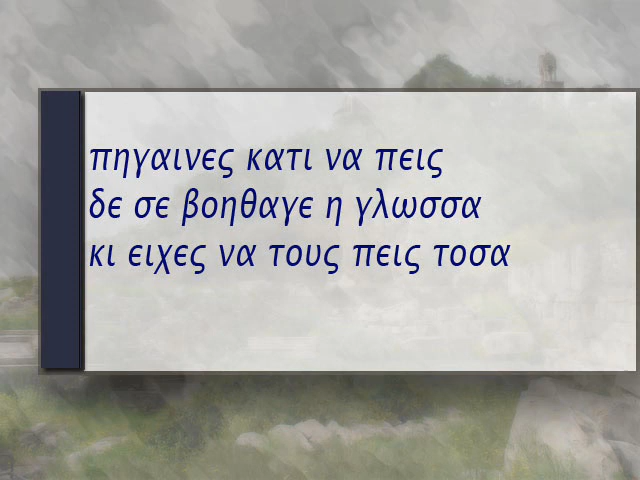 πηγαινες κατι να πεις
δε σε βοηθαγε η γλωσσα
κι ειχες να τους πεις τοσα